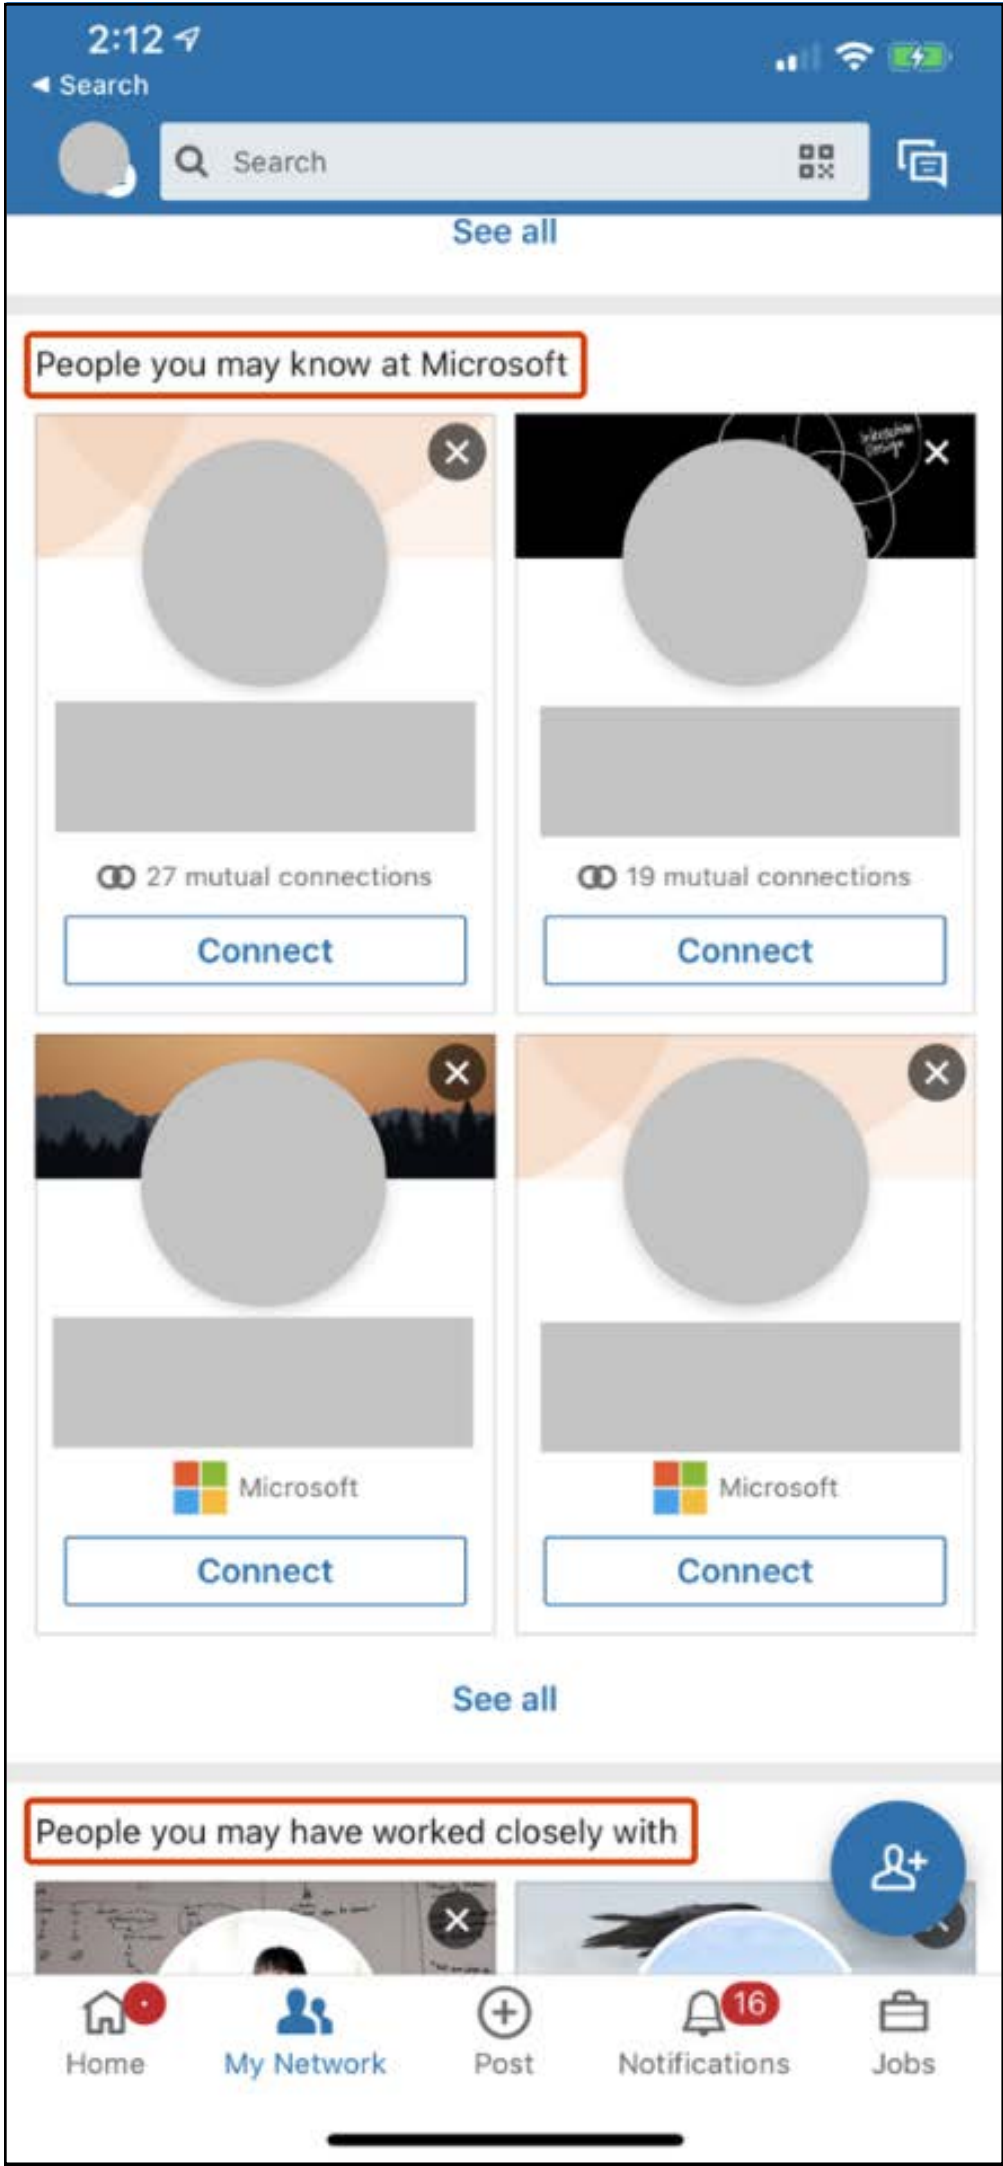 2:12
Search
Search
See all
People you may know at Microsoft
Interaction
Design
27 mutual connections
19 mutual connections
Connect
Connect
Microsoft
Microsoft
Connect
Connect
See all
People you may have worked closely with
16
Home
My Network
Post
Notifications
Jobs